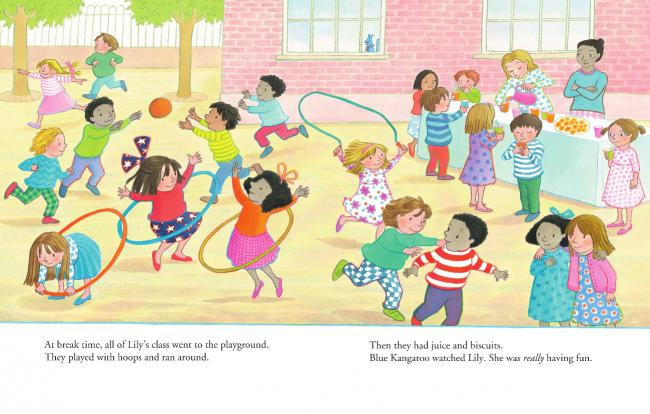 At break time, all of Lily's class went to the playground.
They played with hoops and ran around.
Then they had juice and biscuits.
Blue Kangaroo watched Lily. She was really having fun.